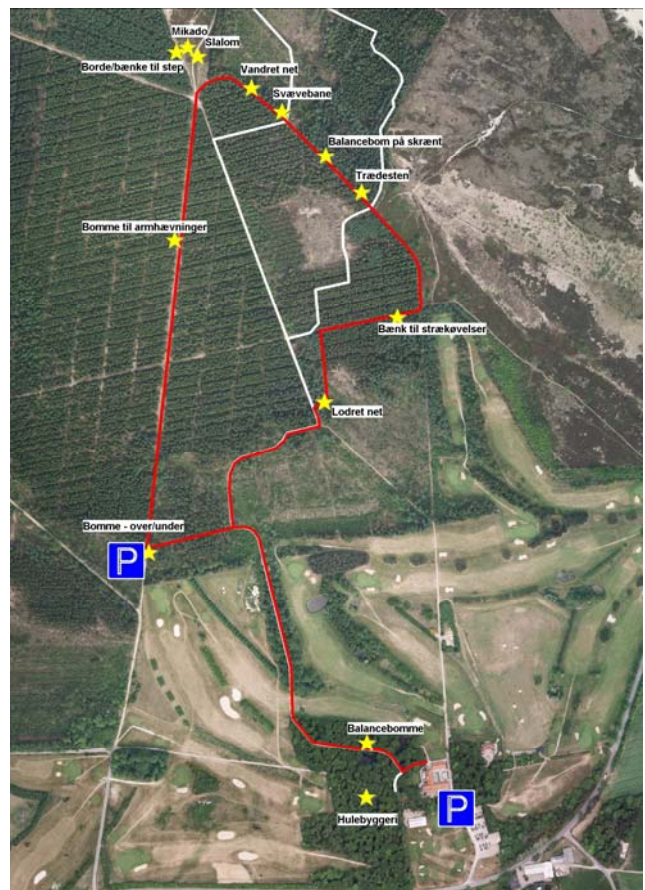 Mikado
Slalom
Borde/bænke til step
Vandret net
Svævebane
Balancebom på skrænt
Trædesten
Bomme til armhævninger
Bænk til strækøvelser
Lodret net
Bomme - over/under
P
Balancebomme
Hulebyggeri
P